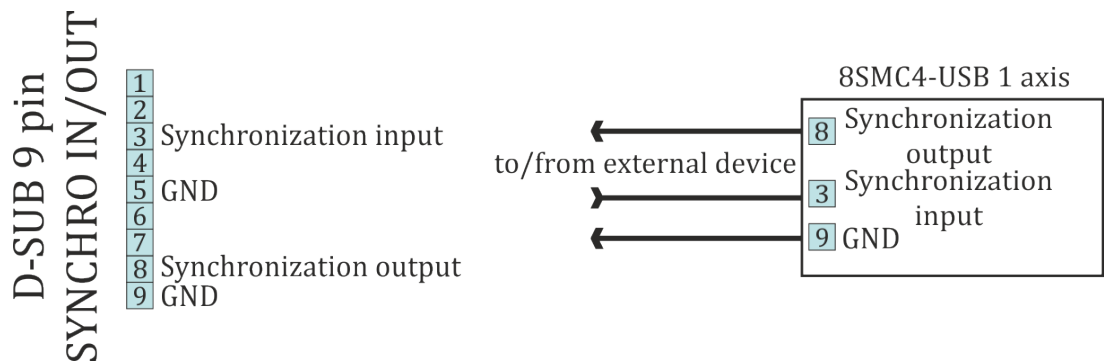 D-SUB 9 pin
SYNCHRO IN/OUT
1
2
3 Synchronization input
4
5 GND
6
7
8 Synchronization output
9 GND
8SMC4-USB 1 axis
8 Synchronization
output
to/from external device
3 Synchronization
input
9 GND